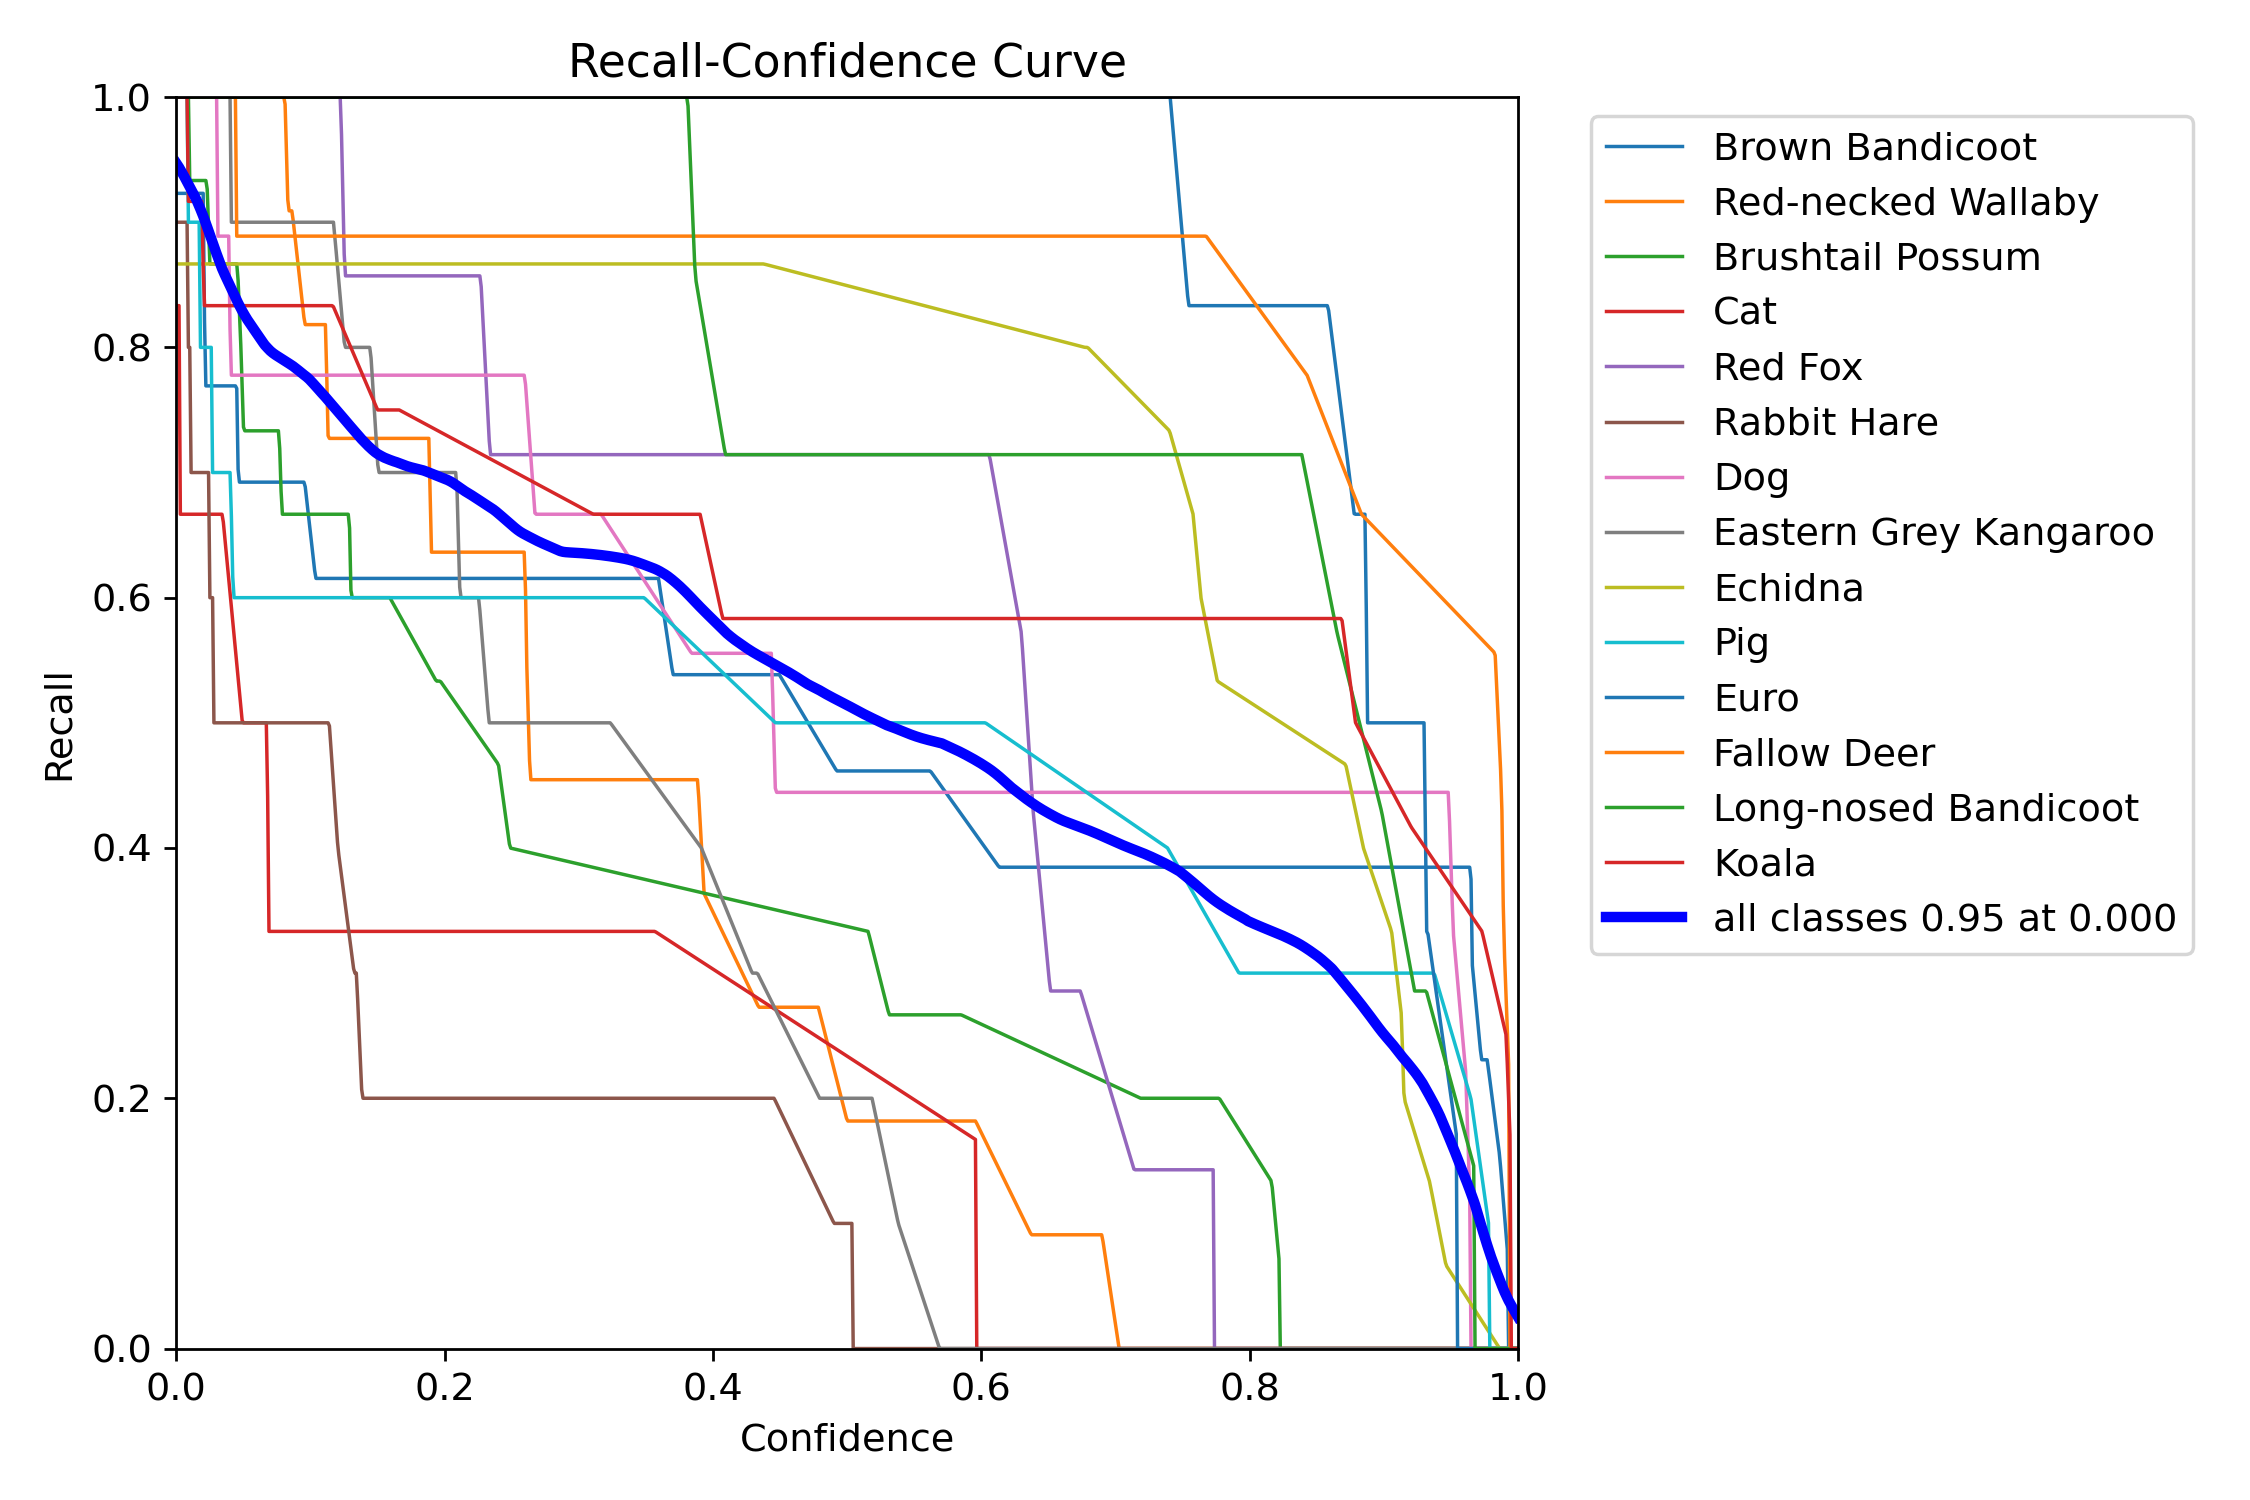 Recall-Confidence Curve
1.0
0.8
0.6
0.4
0.2
0.0
Recall
0.0 0.2 0.4 0.6 0.8 1.0
Confidence
Brown Bandicoot
Red-necked Wallaby
Brushtail Possum
Cat
Red Fox
Rabbit Hare
Dog
Eastern Grey Kangaroo
Echidna
Pig
Euro
Fallow Deer
Long-nosed Bandicoot
Koala
all classes 0.95 at 0.000